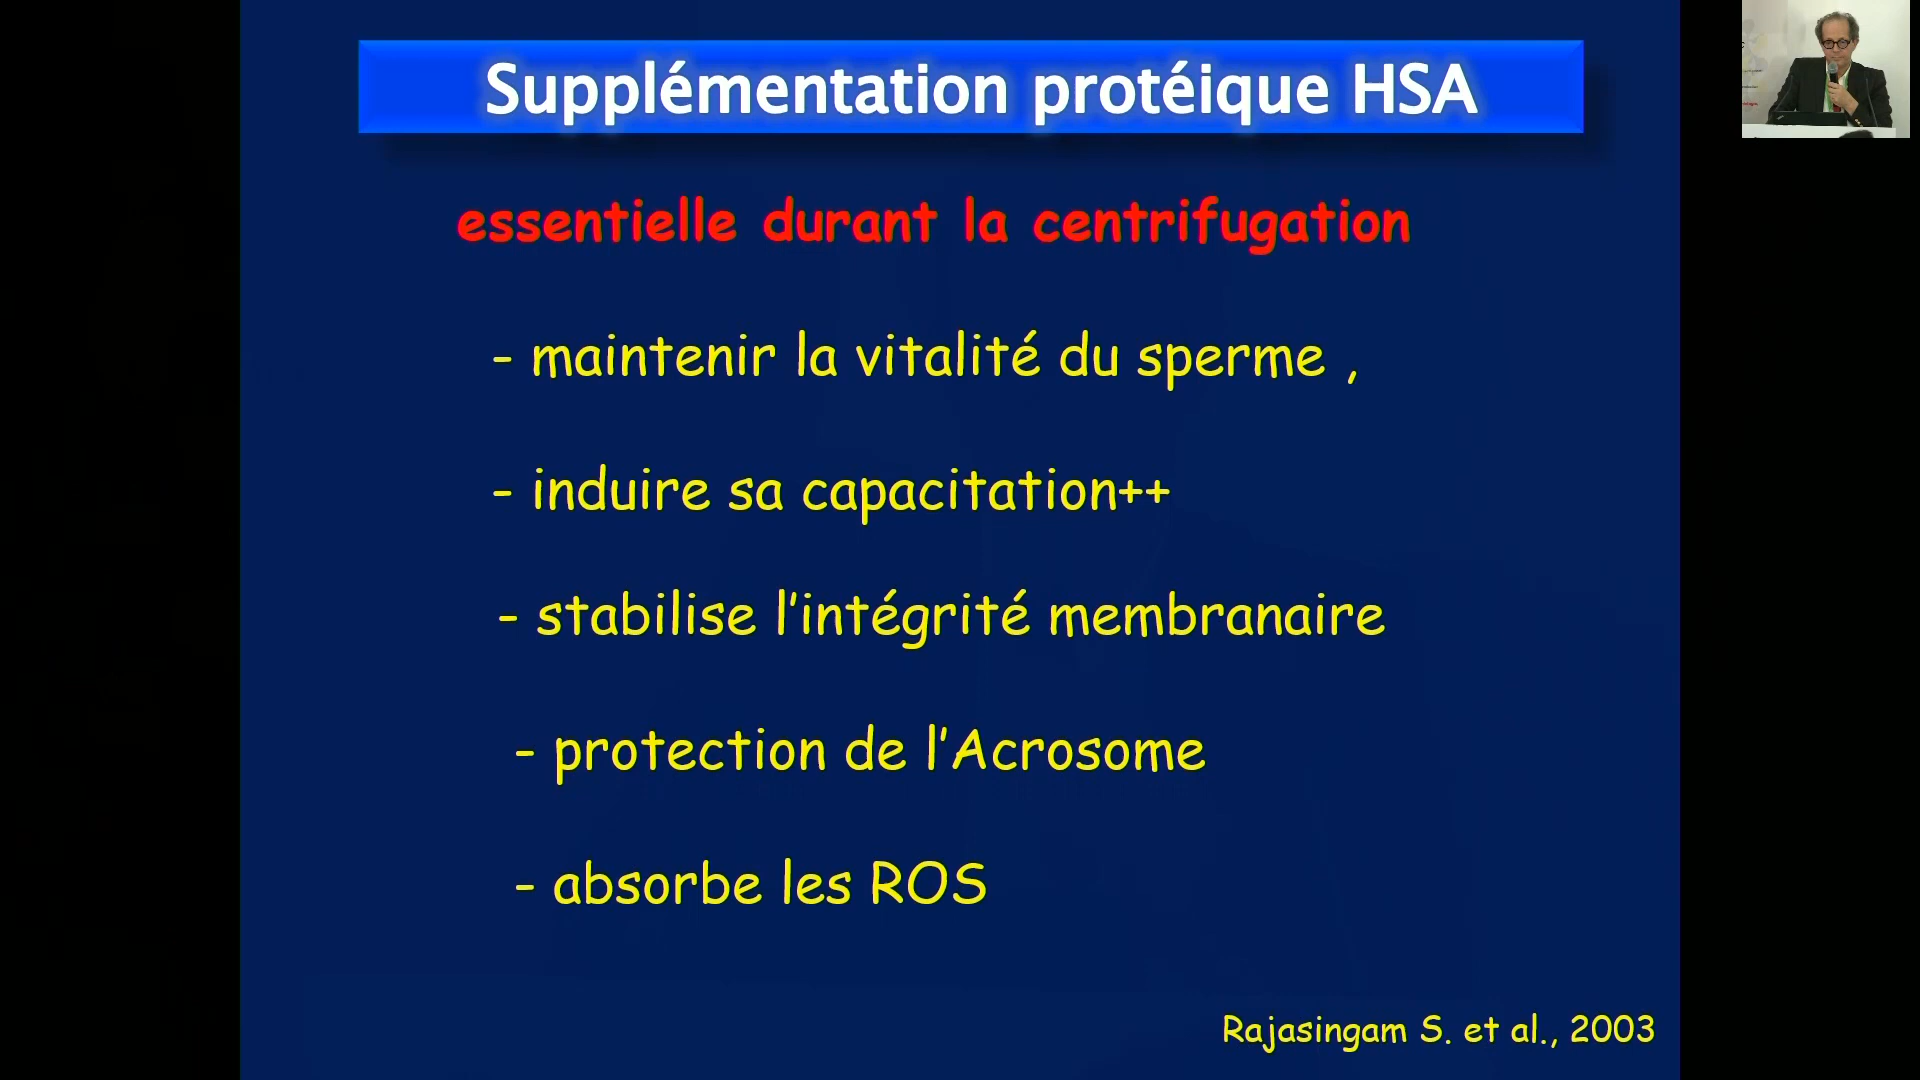 Supplémentation protéique HSA
essentielle durant la centrifugation
- maintenir la vitalité du sperme ,
- induire sa capacitation++
- stabilise l’intégrité membranaire
- protection de l’Acrosome
- absorbe les ROS
Rajasingam S. et al., 2003